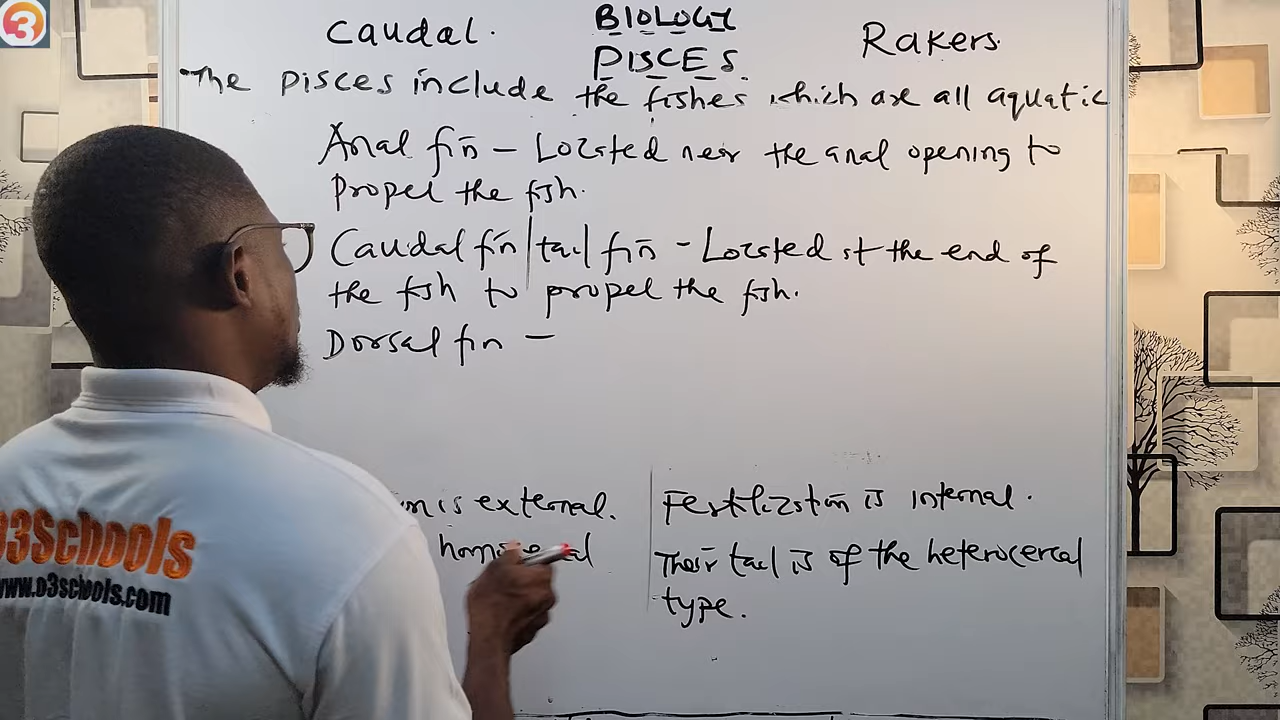 3
Caudal.
BIOLOGY
PISCES.
Rakers.
The Pisces include the fishes which are all aquatic
Anal fin - Located near the anal opening to
propel the fish.
Caudal fin/tail fin - Located at the end of
the fish to propel the fish.
Dorsal fin -
is external.
Fertilization is internal.
Their tail is of the heterocercal
type.
O3Schools
www.o3schools.com